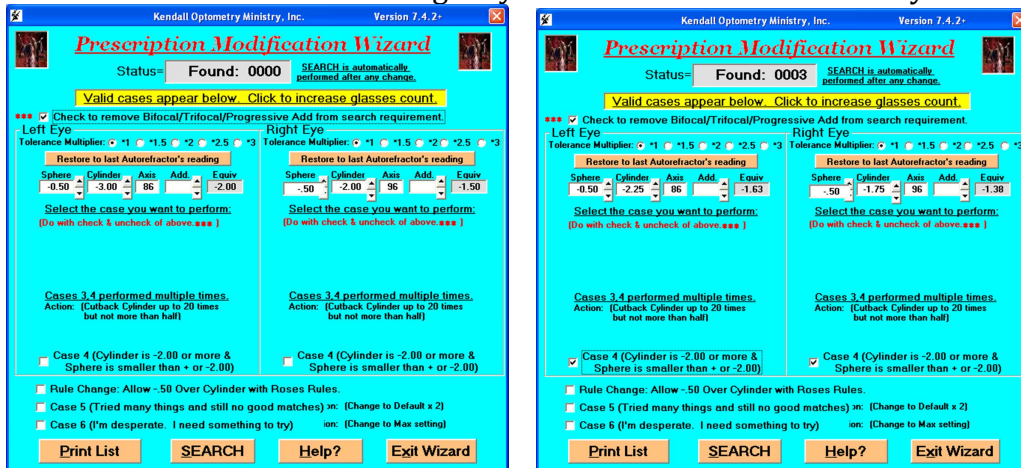 Kendall Optometry Ministry, Inc. Version 7.4.2+
Prescription Modification Wizard
Status= Found: 0000 SEARCH is automatically
performed after any change.
Valid cases appear below. Click to increase glasses count.
*** Check to remove Bifocal/Trifocal/Progressive Add from search requirement.
Left Eye Right Eye
Tolerance Multiplier: *1 *1.5 *2 *2.5 *3 Tolerance Multiplier: *1 *1.5 *2 *2.5 *3
Restore to last Autorefractor's reading Restore to last Autorefractor's reading
Sphere Cylinder Axis Add. Equiv Sphere Cylinder Axis Add. Equiv
-0.50 -3.00 86 -2.00 -.50 -2.00 96 -1.50
Select the case you want to perform: Select the case you want to perform:
(Do with check & uncheck of above.*** ) (Do with check & uncheck of above.*** )
Cases 3,4 performed multiple times. Cases 3,4 performed multiple times.
Action: (Cutback Cylinder up to 20 times Action: (Cutback Cylinder up to 20 times
but not more than half) but not more than half)
Case 4 (Cylinder is -2.00 or more & Case 4 (Cylinder is -2.00 or more &
Sphere is smaller than + or -2.00) Sphere is smaller than + or -2.00)
Rule Change: Allow -.50 Over Cylinder with Roses Rules.
Case 5 (Tried many things and still no good matches) on: (Change to Default x 2)
Case 6 (I'm desperate. I need something to try) ion: (Change to Max setting)
Print List SEARCH Help? Exit Wizard
Kendall Optometry Ministry, Inc. Version 7.4.2+
Prescription Modification Wizard
Status= Found: 0003 SEARCH is automatically
performed after any change.
Valid cases appear below. Click to increase glasses count.
*** Check to remove Bifocal/Trifocal/Progressive Add from search requirement.
Left Eye Right Eye
Tolerance Multiplier: *1 *1.5 *2 *2.5 *3 Tolerance Multiplier: *1 *1.5 *2 *2.5 *3
Restore to last Autorefractor's reading Restore to last Autorefractor's reading
Sphere Cylinder Axis Add. Equiv Sphere Cylinder Axis Add. Equiv
-0.50 -2.25 86 -1.63 -.50 -1.75 96 -1.38
Select the case you want to perform: Select the case you want to perform:
(Do with check & uncheck of above.*** ) (Do with check & uncheck of above.*** )
Cases 3,4 performed multiple times. Cases 3,4 performed multiple times.
Action: (Cutback Cylinder up to 20 times Action: (Cutback Cylinder up to 20 times
but not more than half) but not more than half)
Case 4 (Cylinder is -2.00 or more & Case 4 (Cylinder is -2.00 or more &
Sphere is smaller than + or -2.00) Sphere is smaller than + or -2.00)
Rule Change: Allow -.50 Over Cylinder with Roses Rules.
Case 5 (Tried many things and still no good matches) on: (Change to Default x 2)
Case 6 (I'm desperate. I need something to try) ion: (Change to Max setting)
Print List SEARCH Help? Exit Wizard